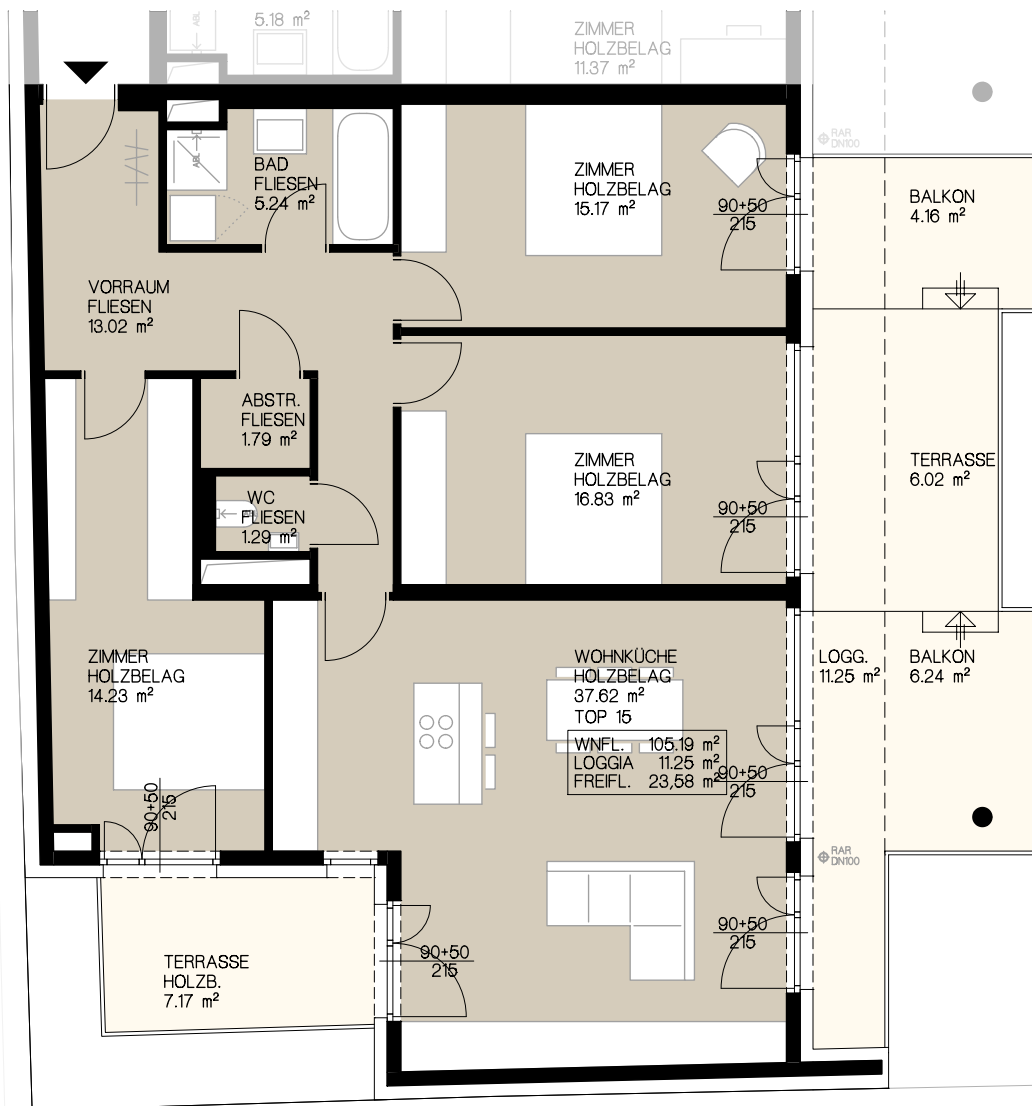 5.18 m²
ZIMMER
HOLZBELAG
11.37 m²
ABL
RAR
DN100
ABL
BAD
FLIESEN
5.24 m²
ZIMMER
HOLZBELAG
15.17 m²
90+50
215
BALKON
4.16 m²
VORRAUM
FLIESEN
13.02 m²
ABSTR.
FLIESEN
1.79 m²
ZIMMER
HOLZBELAG
16.83 m²
90+50
215
TERRASSE
6.02 m²
WC
FLIESEN
1.29 m²
ZIMMER
HOLZBELAG
14.23 m²
90+50
215
WOHNKÜCHE
HOLZBELAG
37.62 m²
TOP 15
WNFL. 105.19 m²
LOGGIA 11.25 m²
FREIFL. 23,58 m²
90+50
215
LOGG.
11.25 m²
BALKON
6.24 m²
RAR
DN100
90+50
215
90+50
215
TERRASSE
HOLZB.
7.17 m²